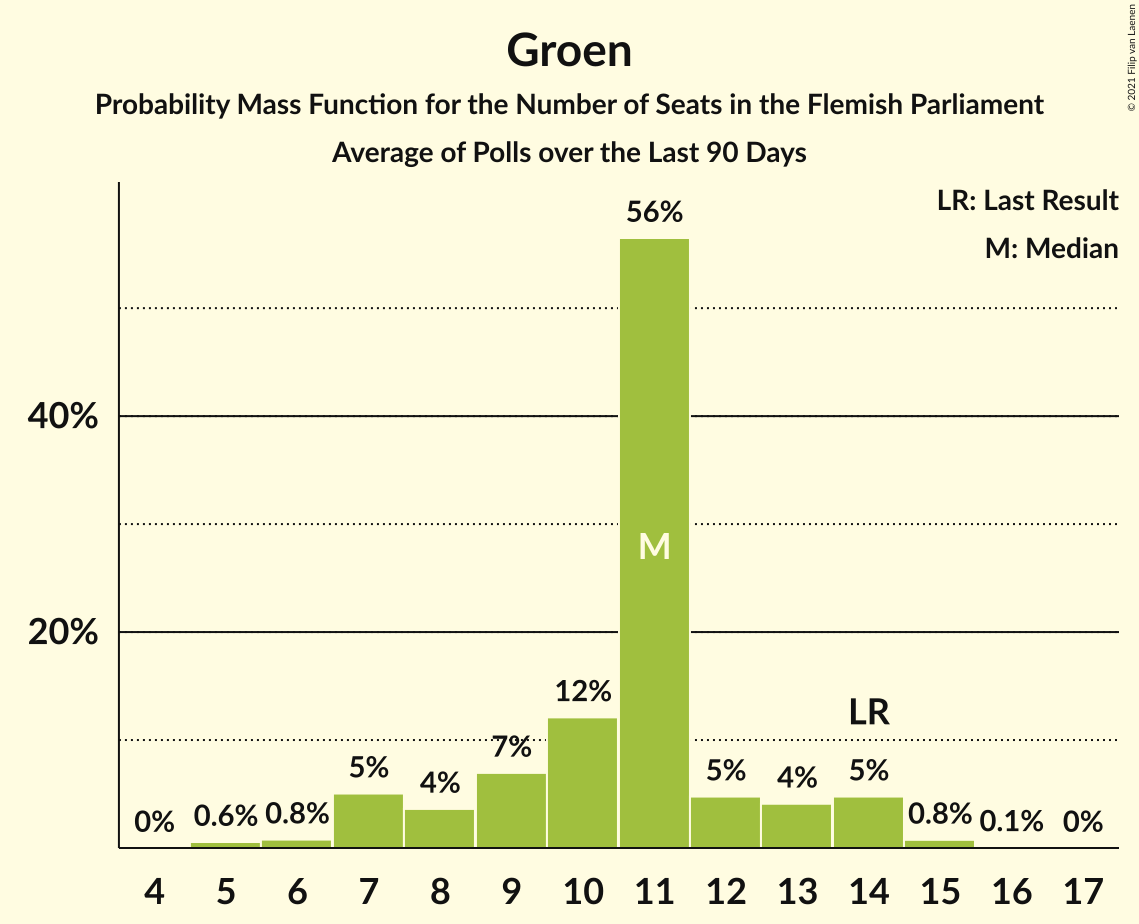 Groen
Probability Mass Function for the Number of Seats in the Flemish Parliament
Average of Polls over the Last 90 Days
© 2021 Filip van Laenen
LR: Last Result
M: Median
56%
40%
M
20%
12%
LR
7%
5%
4%
5%
4%
5%
0%
0.6%
0.8%
0.8%
0.1%
0%
4 5 6 7 8 9 10 11 12 13 14 15 16 17